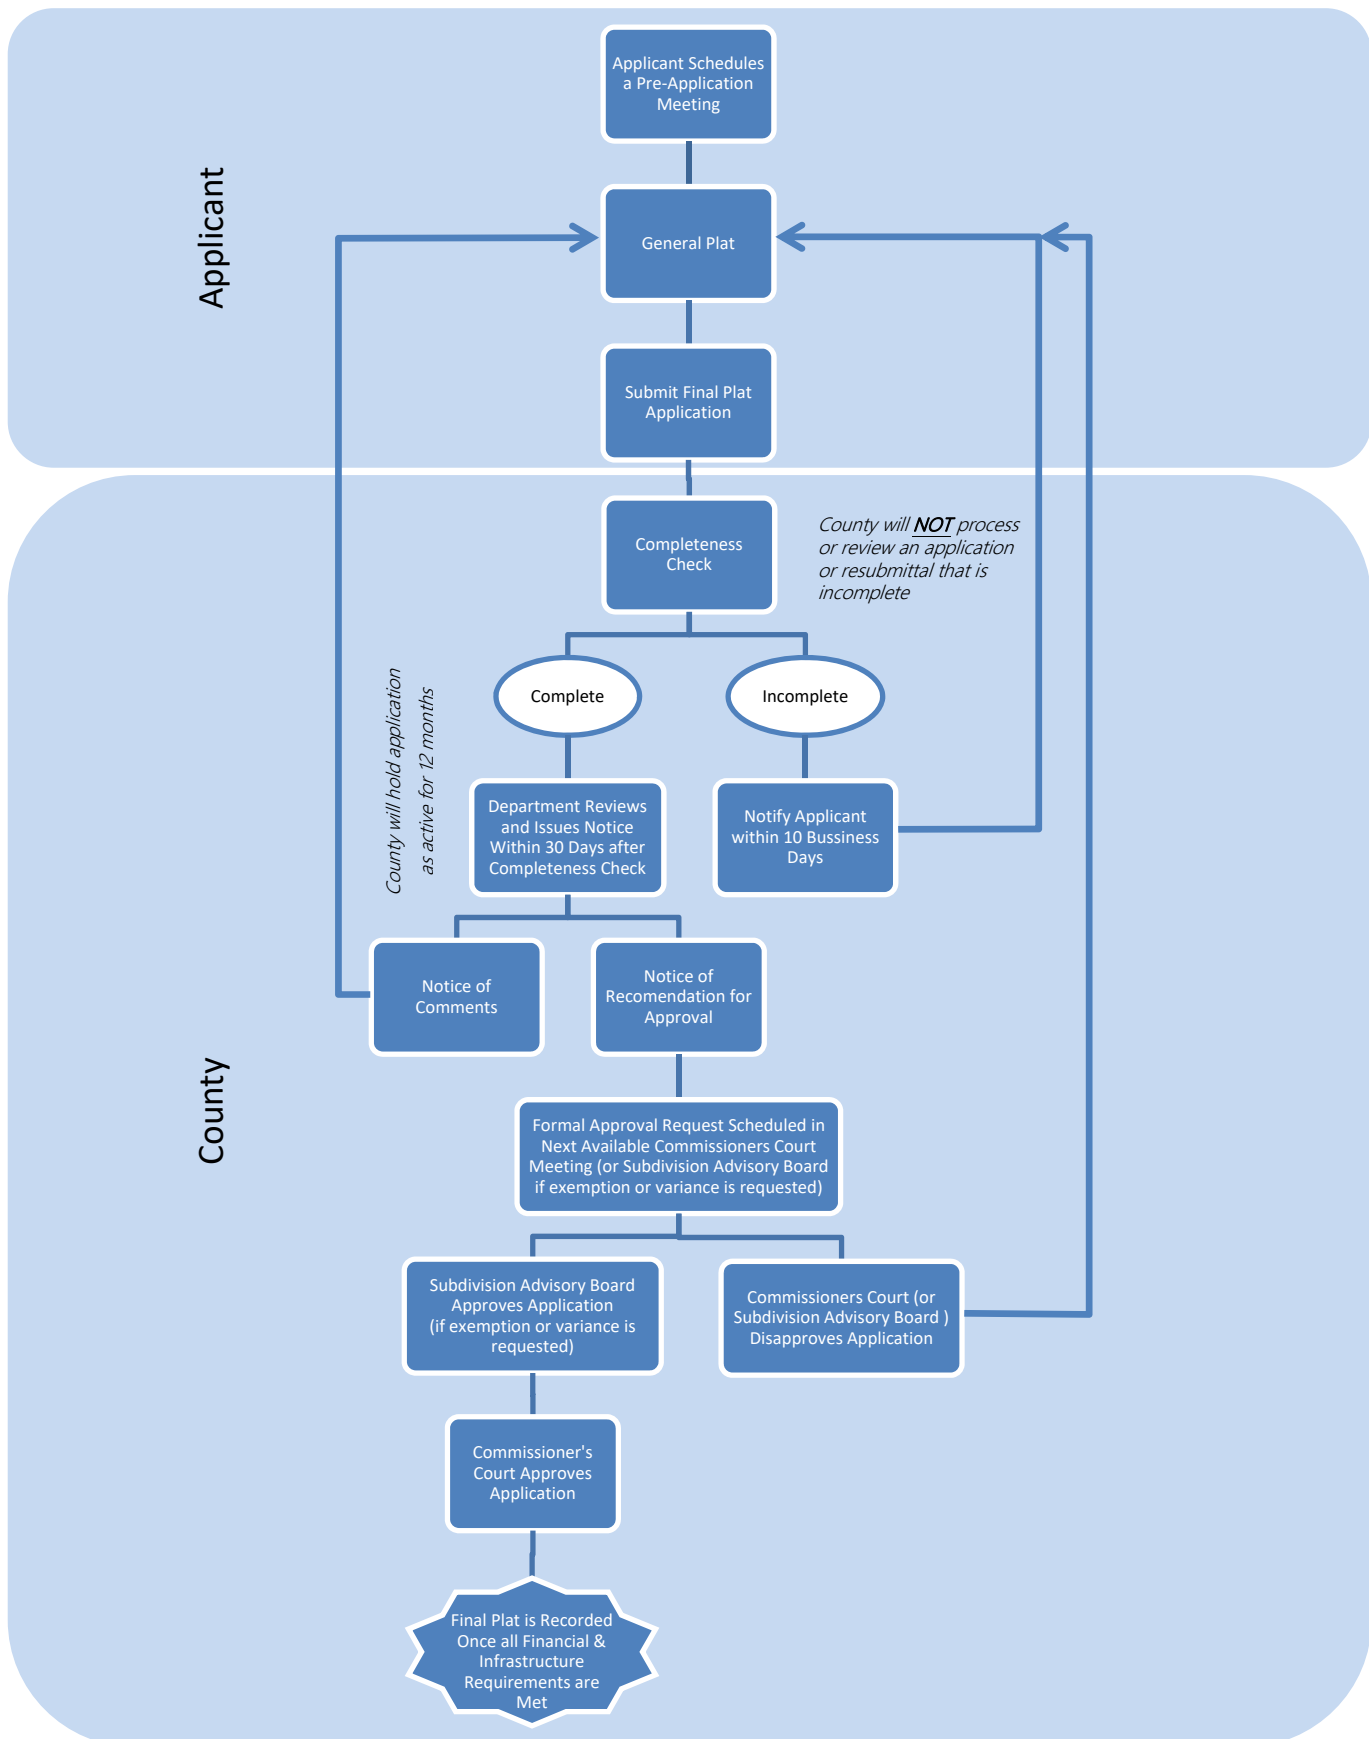 Applicant
Applicant Schedules
a Pre-Application
Meeting
General Plat
Submit Final Plat
Application
County
Completeness
Check
County will NOT process
or review an application
or resubmittal that is
incomplete
Complete
Incomplete
County will hold application
as active for 12 months
Department Reviews
and Issues Notice
Within 30 Days after
Completeness Check
Notify Applicant
within 10 Bussiness
Days
Notice of
Comments
Notice of
Recomendation for
Approval
Formal Approval Request Scheduled in
Next Available Commissioners Court
Meeting (or Subdivision Advisory Board
if exemption or variance is requested)
Subdivision Advisory Board
Approves Application
(if exemption or variance is
requested)
Commissioners Court (or
Subdivision Advisory Board )
Disapproves Application
Commissioner's
Court Approves
Application
Final Plat is Recorded
Once all Financial &
Infrastructure
Requirements are
Met